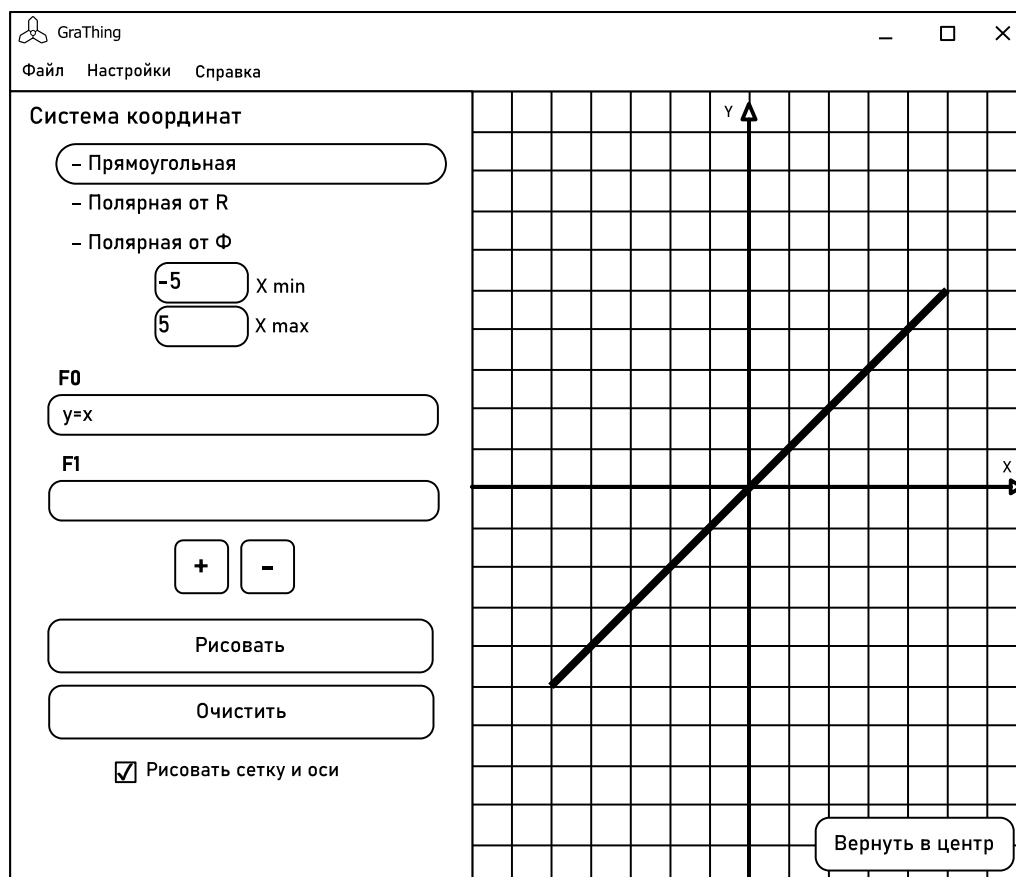 GraThing
Файл Настройки Справка
Система координат
– Прямоугольная
– Полярная от R
– Полярная от Φ
-5 X min
5 X max
F0
y=x
F1
+ -
Рисовать
Очистить
Рисовать сетку и оси
Y
X
Вернуть в центр